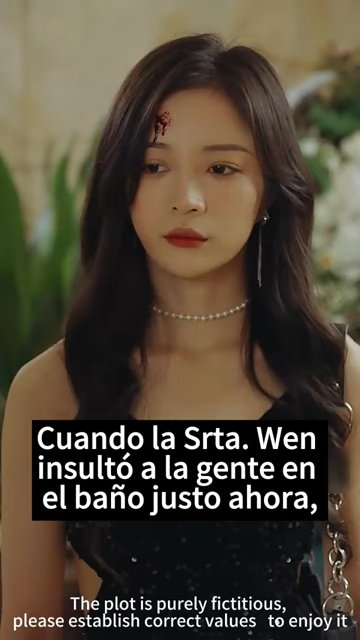 Cuando la Srta. Wen
insultó a la gente en
el baño justo ahora,
The plot is purely fictitious,
please establish correct values to enjoy it